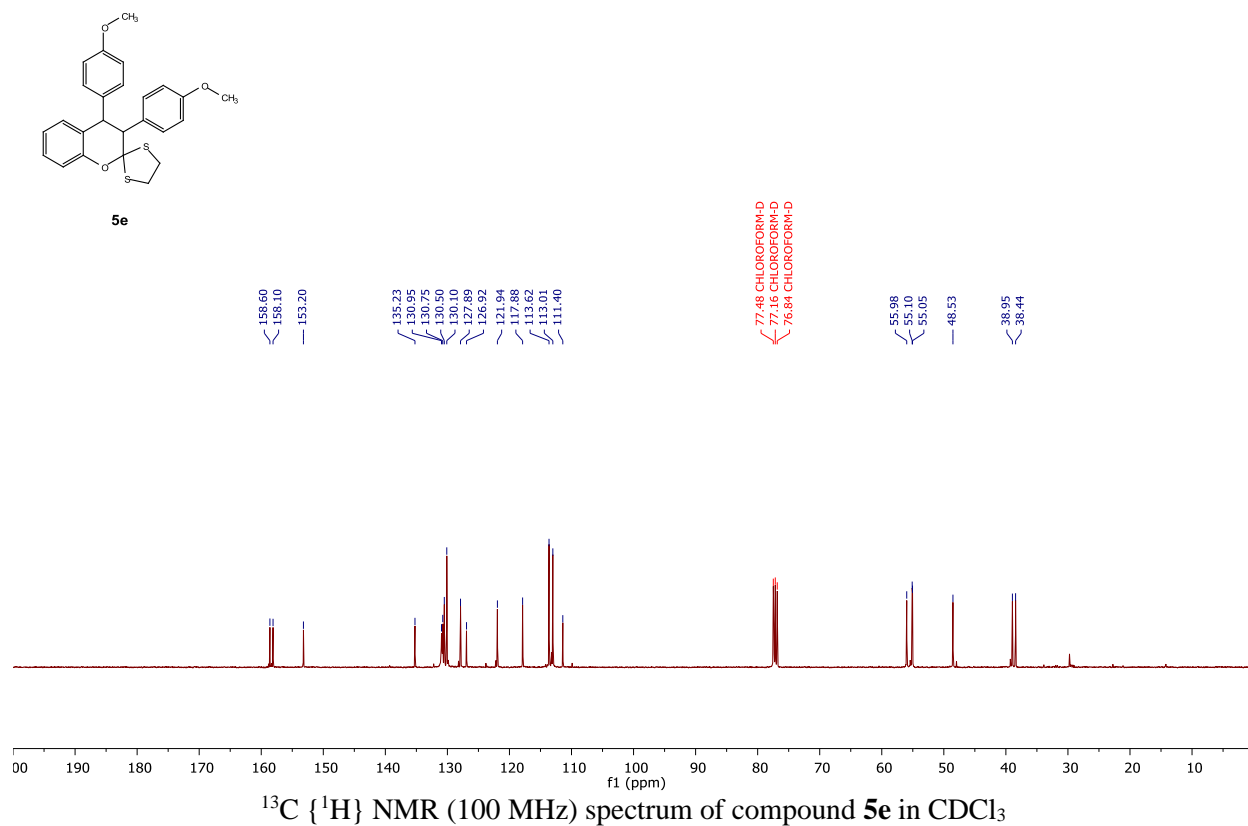 O
CH3
O
CH3
S
O
S
5e
158.60
158.10
153.20
135.23
130.95
130.75
130.50
130.10
127.89
126.92
121.94
117.88
113.62
113.01
111.40
77.48 CHLOROFORM-D
77.16 CHLOROFORM-D
76.84 CHLOROFORM-D
55.98
55.10
55.05
48.53
38.95
38.44
00 190 180 170 160 150 140 130 120 110 100 90 80 70 60 50 40 30 20 10
f1 (ppm)
13C {1H} NMR (100 MHz) spectrum of compound 5e in CDCl3